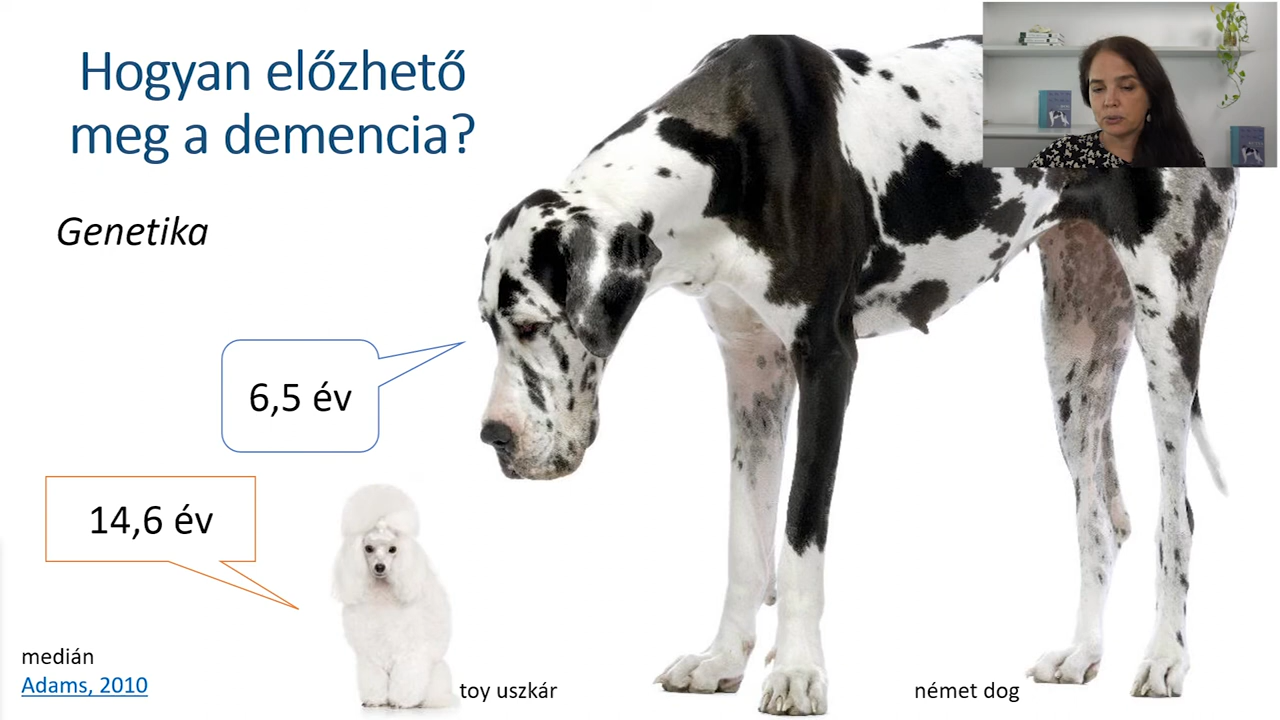 Hogyan előzhető
meg a demencia?
Genetika
6,5 év
14,6 év
medián
Adams, 2010
toy uszkár
német dog